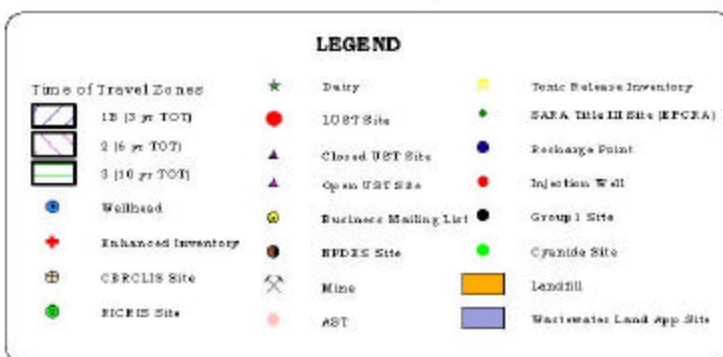 LEGEND
Time of Travel Zones
1B (3 yr TOT)
2 (6 yr TOT)
3 (10 yr TOT)
Wellhead
Enhanced Inventory
CERCLIS Site
RICRIS Site
Dairy
LUST Site
Closed UST Site
Open UST Site
Business Mailing List
NPDES Site
Mine
AST
Toxic Release Inventory
SARA Title III Site (EPCRA)
Recharge Point
Injection Well
Group 1 Site
Cyanide Site
Landfill
Wastewater Land App Site